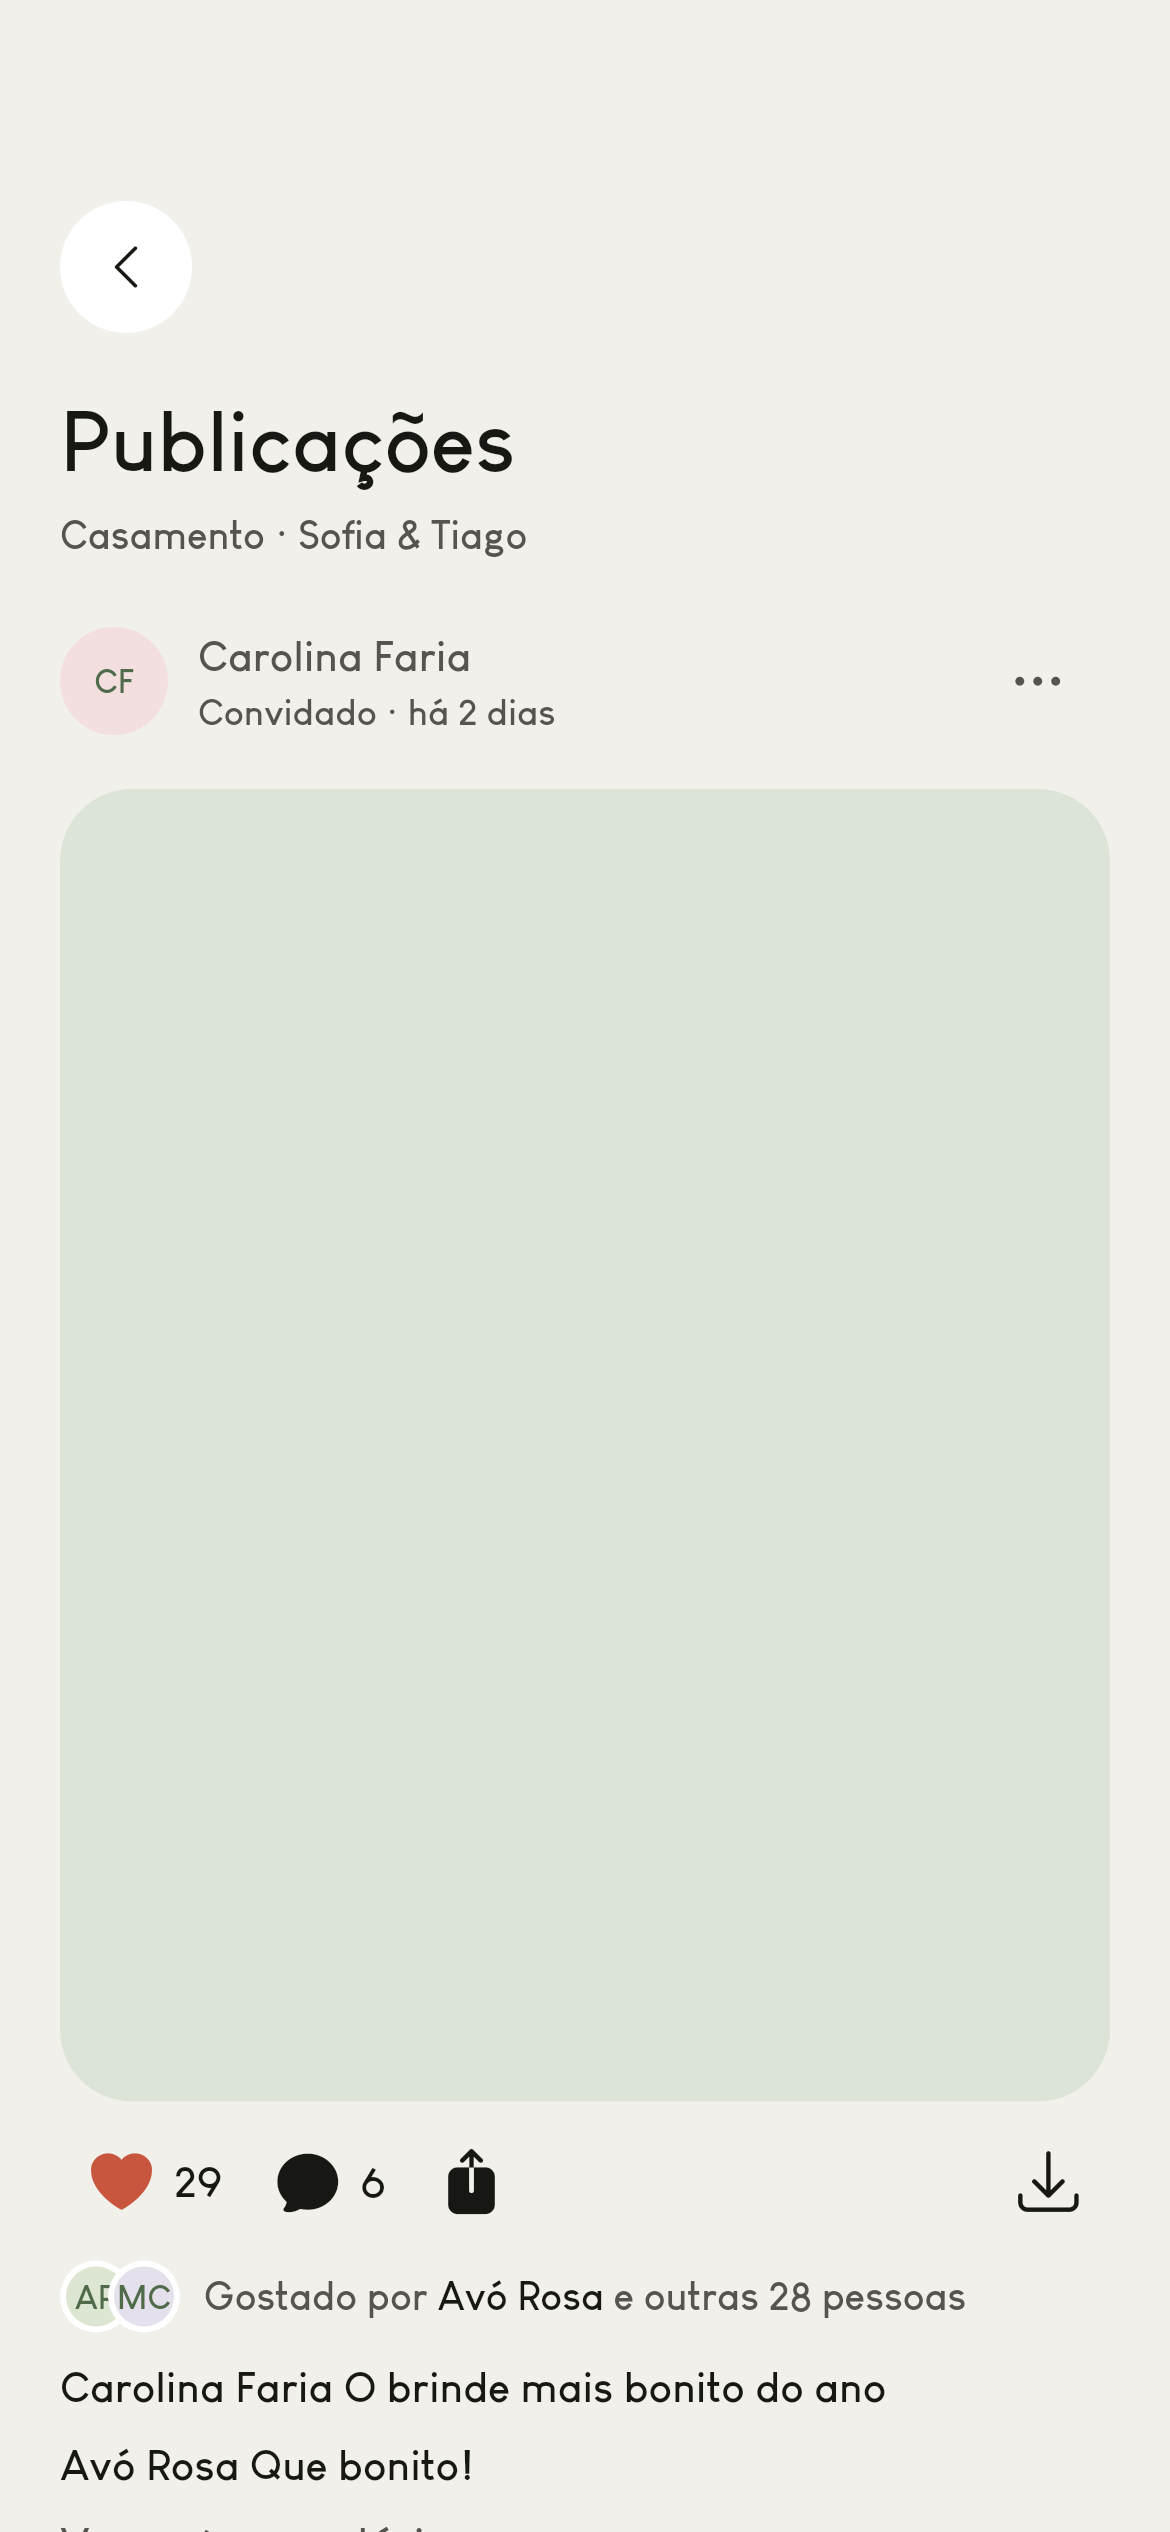 Publicações
Casamento · Sofia & Tiago
CF
Carolina Faria
Convidado · há 2 dias
29
6
MC
Gostado por Avó Rosa e outras 28 pessoas
Carolina Faria O brinde mais bonito do ano
Avó Rosa Que bonito!